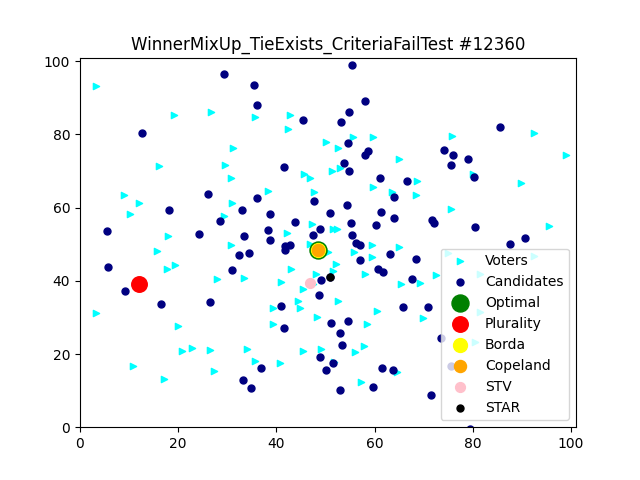 WinnerMixUp_TieExists_CriteriaFailTest #12360
100
80
60
40
20
0
0 20 40 60 80 100
Voters
Candidates
Optimal
Plurality
Borda
Copeland
STV
STAR